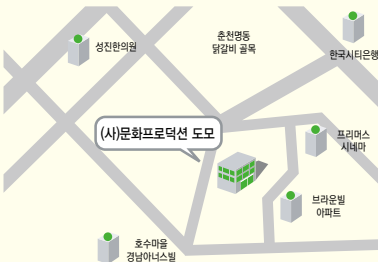 춘천명동
닭갈비 골목
성진한의원
한국시티은행
(사)문화프로덕션 도모
프리머스
시네마
브라운빌
아파트
호수마을
경남아너스빌